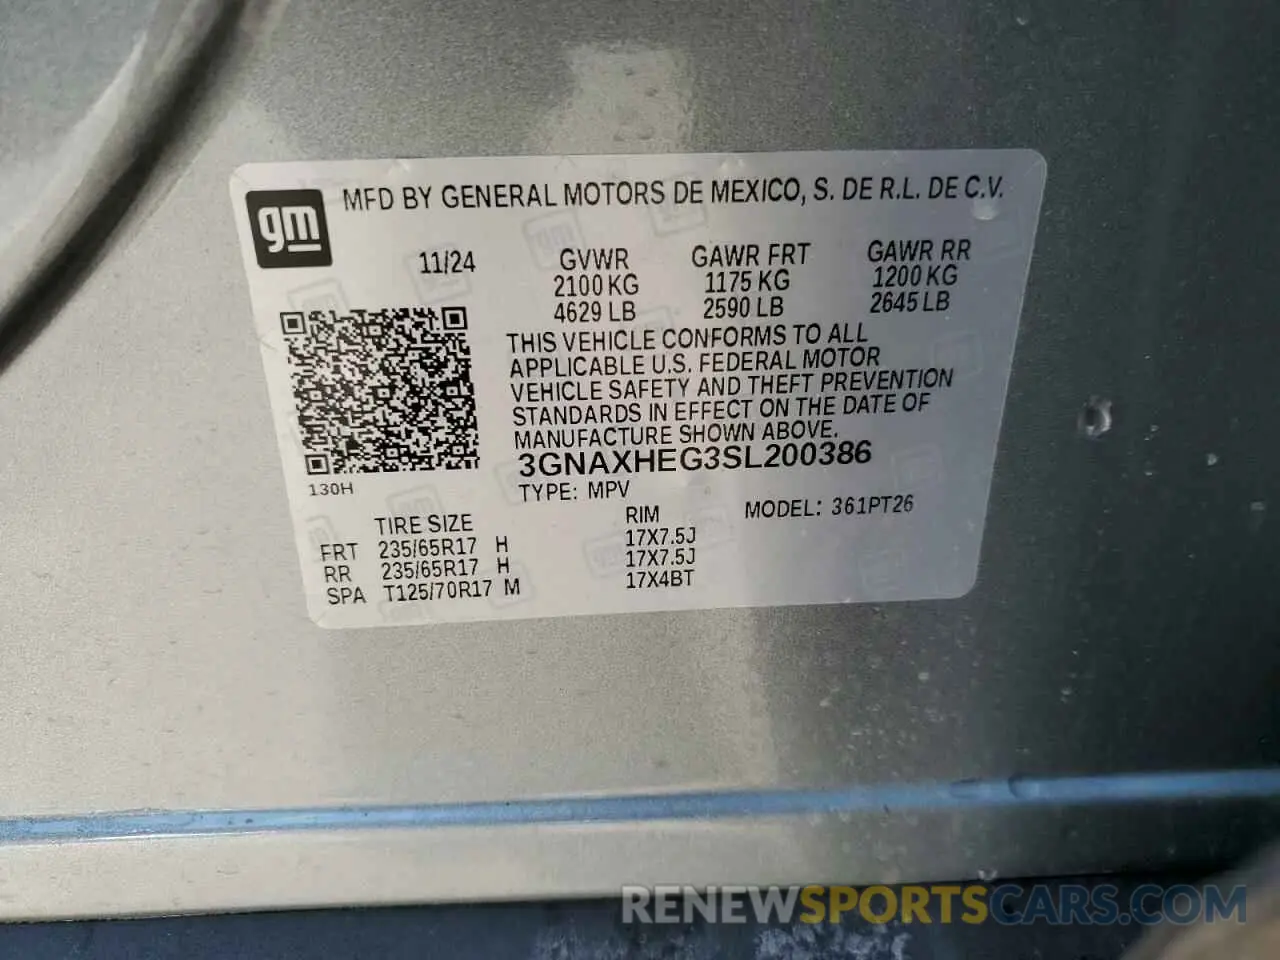 gm MFD BY GENERAL MOTORS DE MEXICO, S. DE R.L. DE C.V.
11/24 GVWR GAWR FRT GAWR RR
2100 KG 1175 KG 1200 KG
4629 LB 2590 LB 2645 LB
THIS VEHICLE CONFORMS TO ALL
APPLICABLE U.S. FEDERAL MOTOR
VEHICLE SAFETY AND THEFT PREVENTION
STANDARDS IN EFFECT ON THE DATE OF
MANUFACTURE SHOWN ABOVE.
3GNAXHEG3SL200386
130H
TYPE: MPV MODEL: 361PT26
TIRE SIZE RIM
FRT 235/65R17 H 17X7.5J
RR 235/65R17 H 17X7.5J
SPA T125/70R17 M 17X4BT
RENEWSPORTSCARS.COM